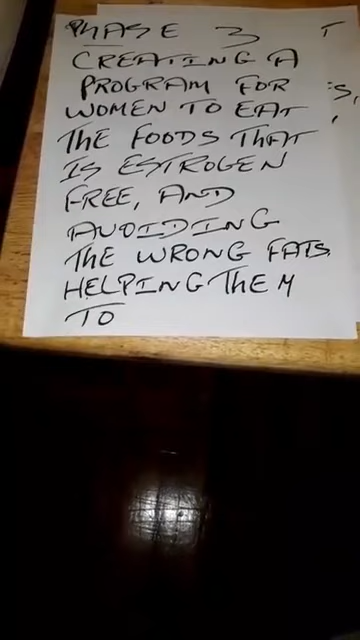 PHASE 3
CREATING A
PROGRAM FOR
WOMEN TO EAT
THE FOODS THAT
IS ESTROGEN
FREE, AND
AVOIDING
THE WRONG FATS,
HELPING THEM
TO